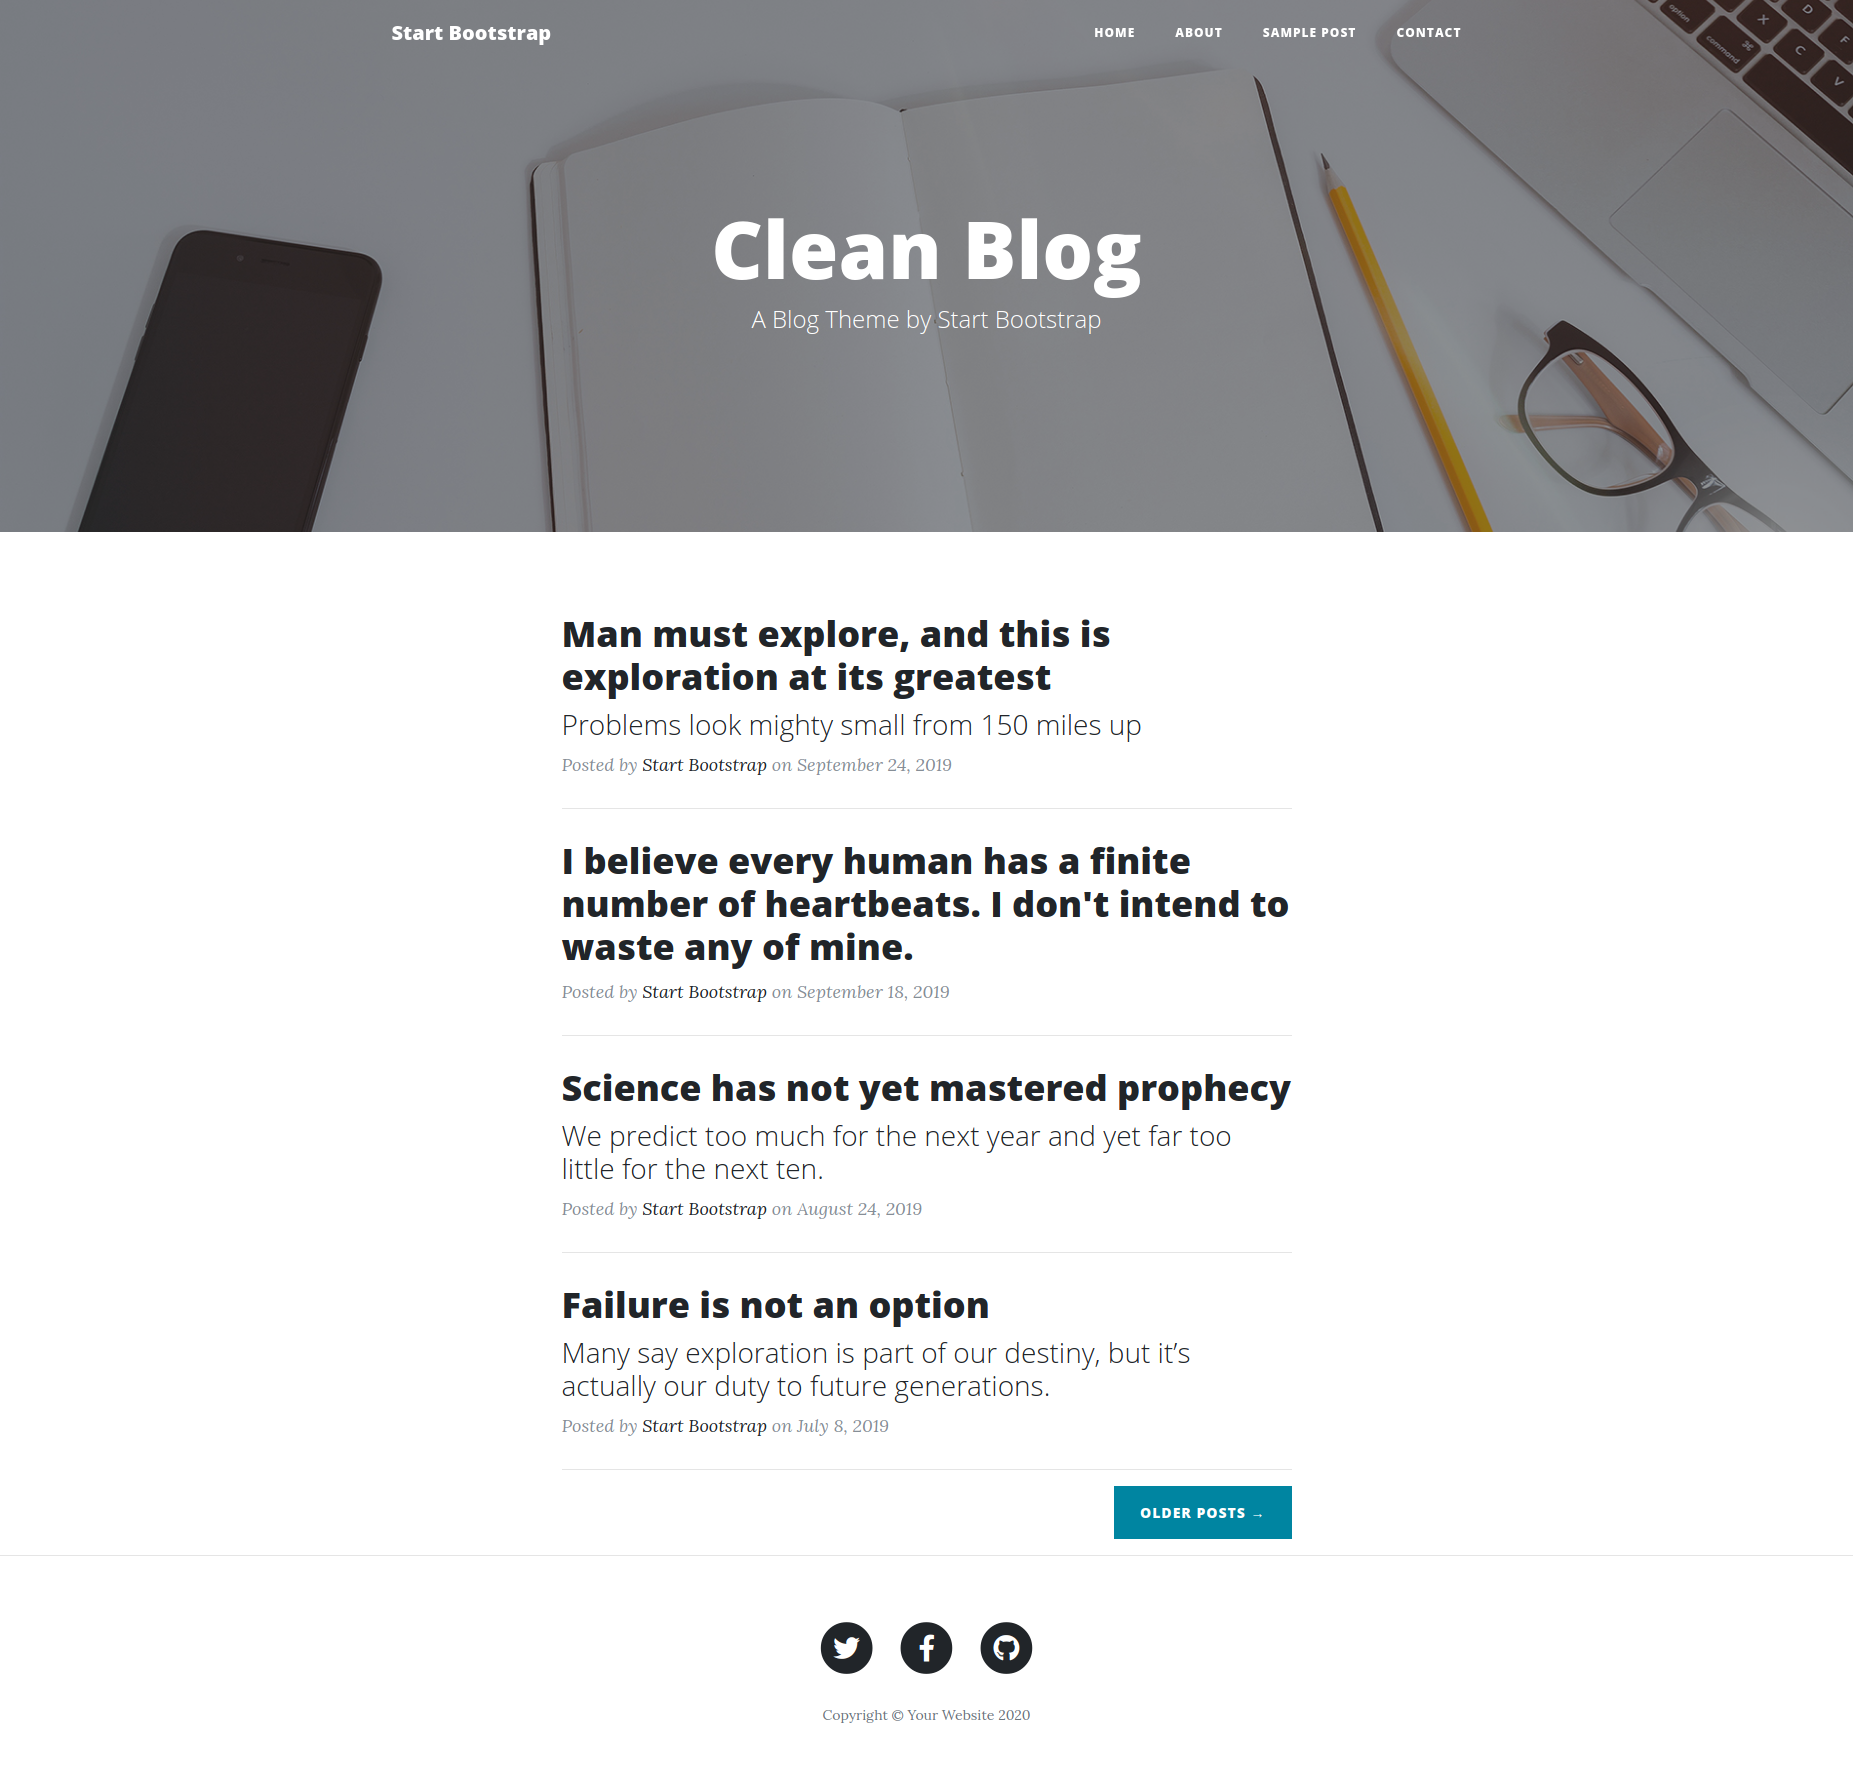 Start Bootstrap
HOME ABOUT SAMPLE POST CONTACT
option
command ⌘
X
C
V
D
F
Clean Blog
A Blog Theme by Start Bootstrap
Man must explore, and this is
exploration at its greatest
Problems look mighty small from 150 miles up
Posted by Start Bootstrap on September 24, 2019
I believe every human has a finite
number of heartbeats. I don't intend to
waste any of mine.
Posted by Start Bootstrap on September 18, 2019
Science has not yet mastered prophecy
We predict too much for the next year and yet far too
little for the next ten.
Posted by Start Bootstrap on August 24, 2019
Failure is not an option
Many say exploration is part of our destiny, but it’s
actually our duty to future generations.
Posted by Start Bootstrap on July 8, 2019
OLDER POSTS →
Copyright © Your Website 2020